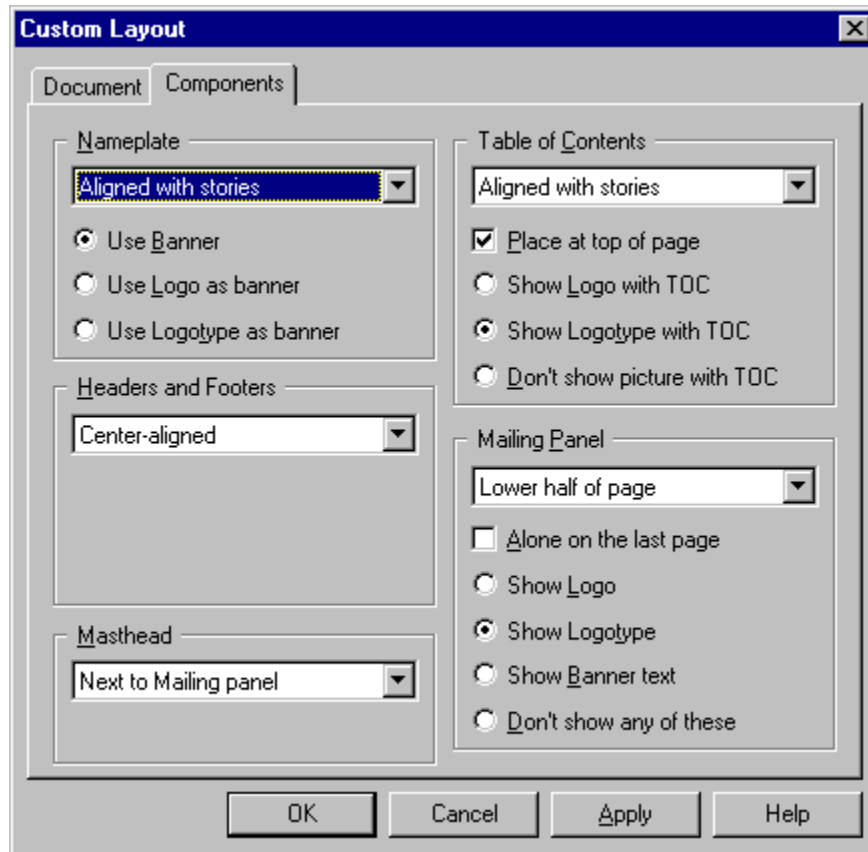 Custom Layout
Document
Components
Nameplate
Aligned with stories
Use Banner
Use Logo as banner
Use Logotype as banner
Headers and Footers
Center-aligned
Masthead
Next to Mailing panel
Table of Contents
Aligned with stories
Place at top of page
Show Logo with TOC
Show Logotype with TOC
Don't show picture with TOC
Mailing Panel
Lower half of page
Alone on the last page
Show Logo
Show Logotype
Show Banner text
Don't show any of these
OK
Cancel
Apply
Help